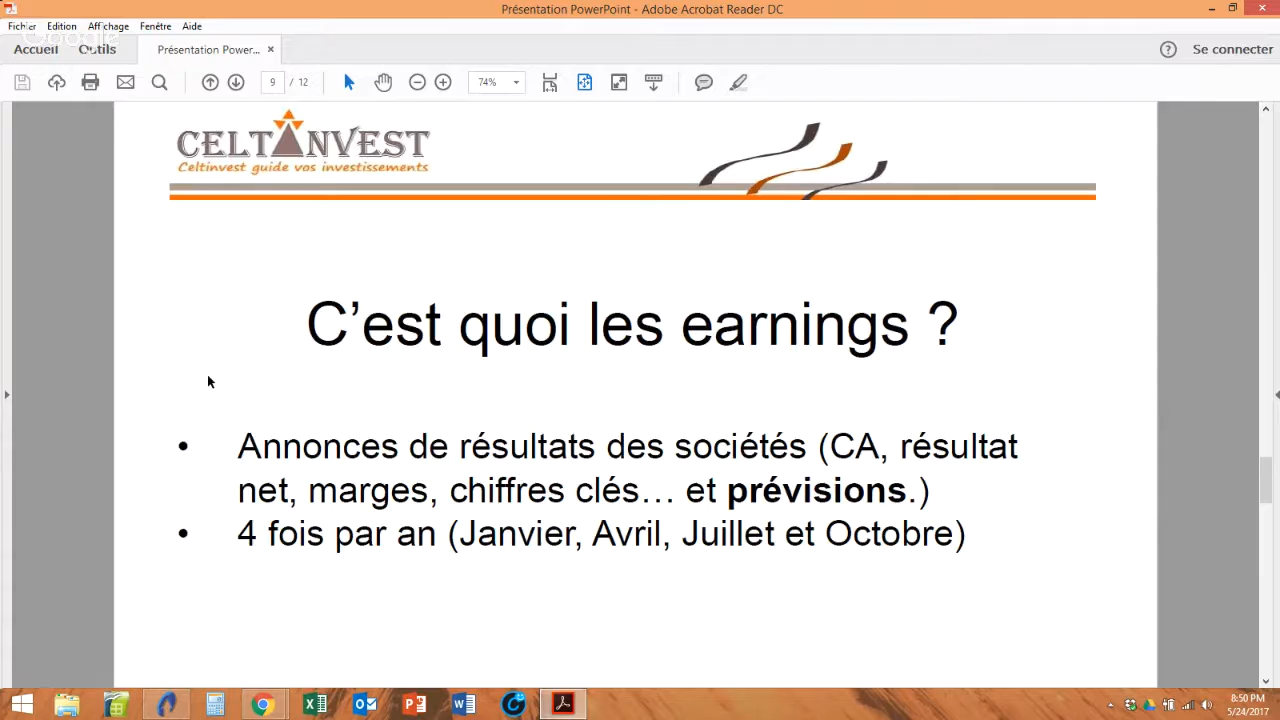 Présentation PowerPoint - Adobe Acrobat Reader DC
Fichier Edition Affichage Fenêtre Aide
Google
Accueil Outils Présentation Power... × ? Se connecter
9 / 12 74%
CELTINVEST
Celtinvest guide vos investissements
C’est quoi les earnings ?
• Annonces de résultats des sociétés (CA, résultat
net, marges, chiffres clés… et prévisions.)
• 4 fois par an (Janvier, Avril, Juillet et Octobre)
8:50 PM
5/24/2017